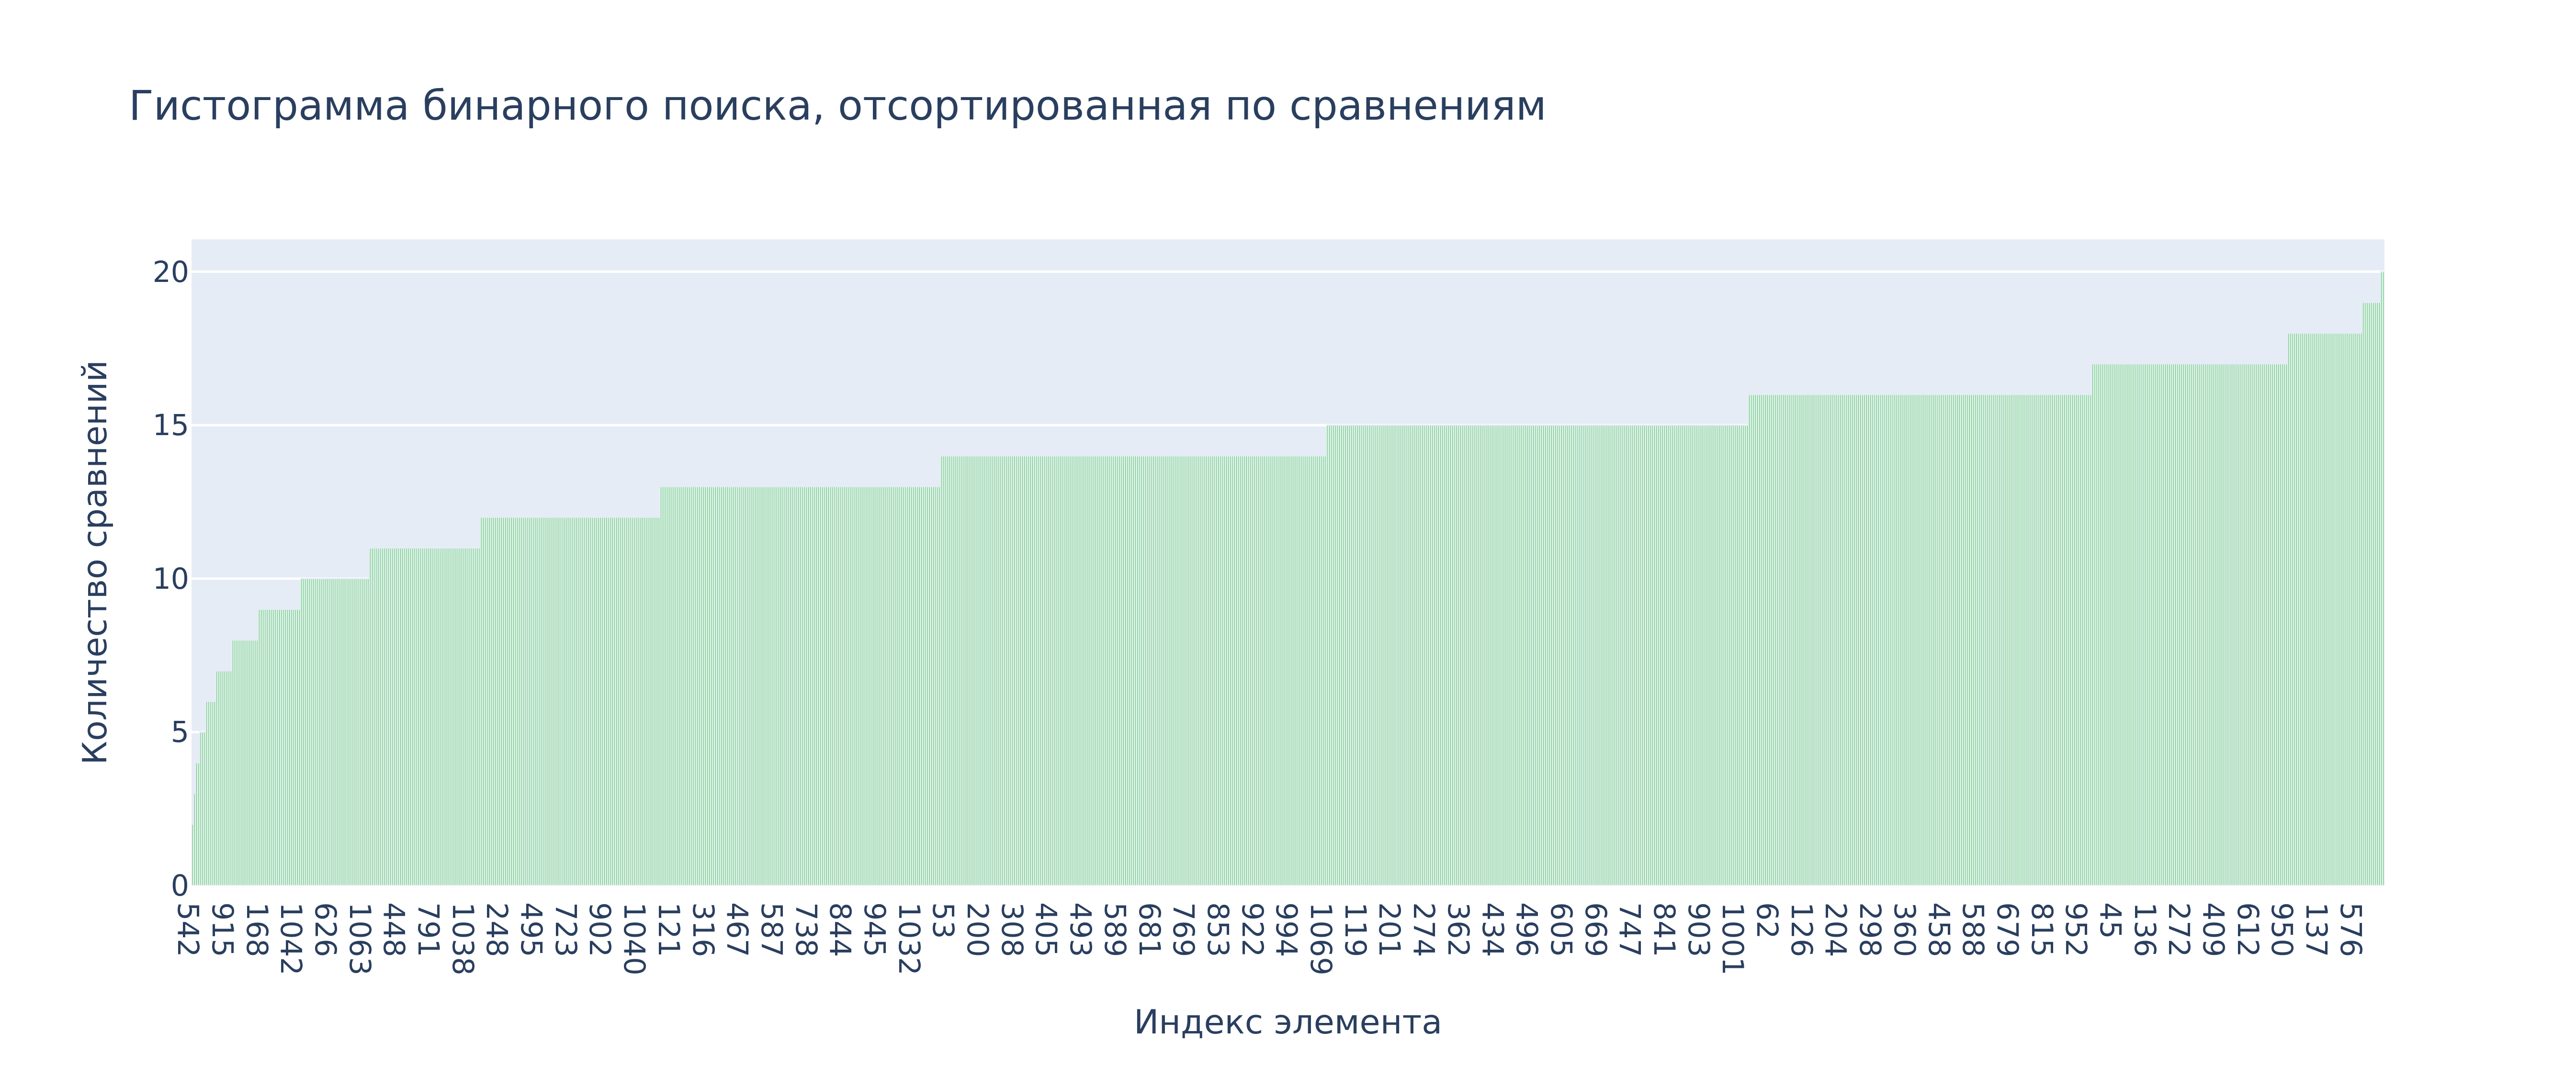 Гистограмма бинарного поиска, отсортированная по сравнениям
Количество сравнений
20
15
10
5
0
542 915 168 1042 626 1063 448 791 1038 248 495 723 902 1040 121 316 467 587 738 844 945 1032 53 200 308 405 493 589 681 769 853 922 994 1069 119 201 274 362 434 496 605 669 747 841 903 1001 62 126 204 298 360 458 588 679 815 952 45 136 272 409 612 950 137 576
Индекс элемента